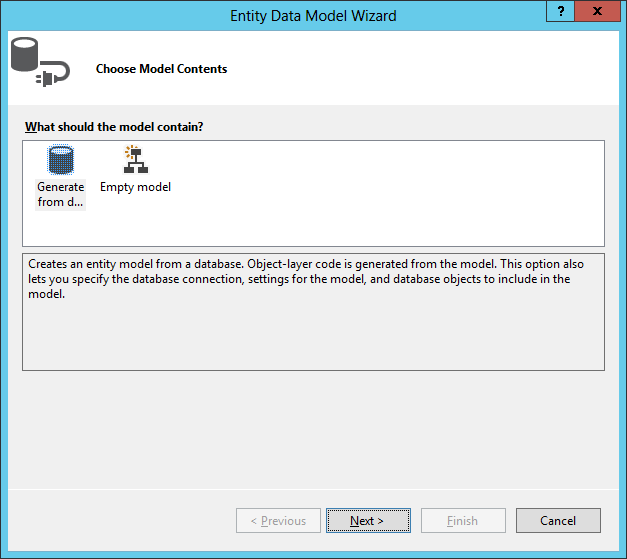 Entity Data Model Wizard
?
x
Choose Model Contents
What should the model contain?
Generate
from d...
Empty model
Creates an entity model from a database. Object-layer code is generated from the model. This option also
lets you specify the database connection, settings for the model, and database objects to include in the
model.
< Previous
Next >
Finish
Cancel